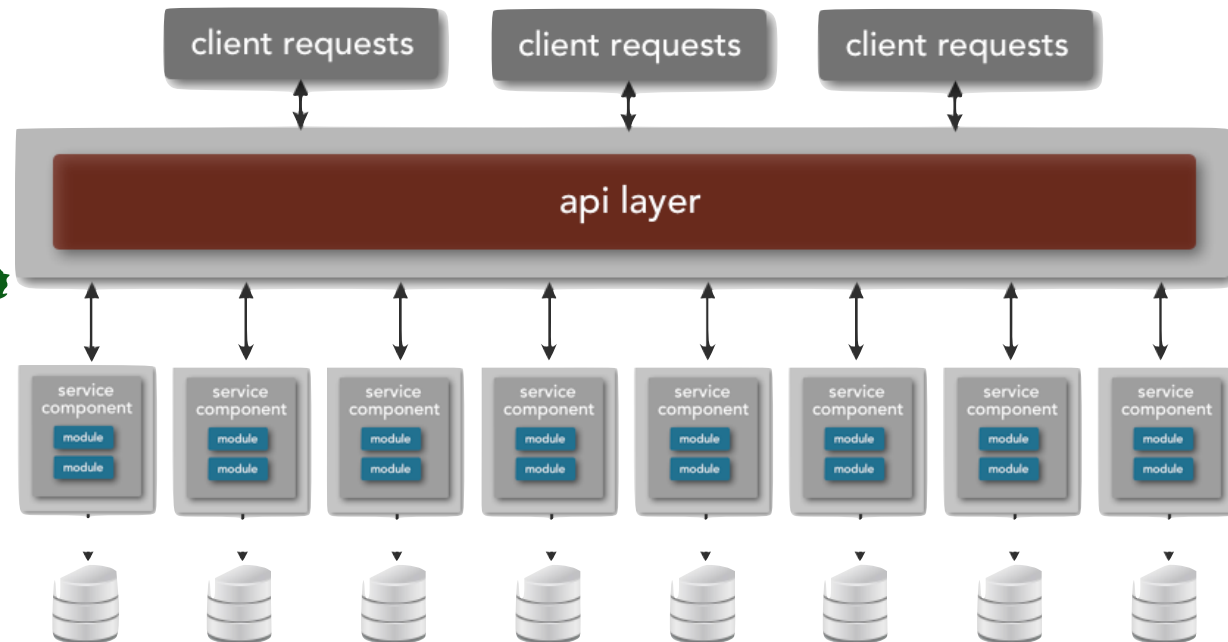 client requests
client requests
client requests
api layer
service
component
module
module
service
component
module
module
service
component
module
module
service
component
module
module
service
component
module
module
service
component
module
module
service
component
module
module
service
component
module
module